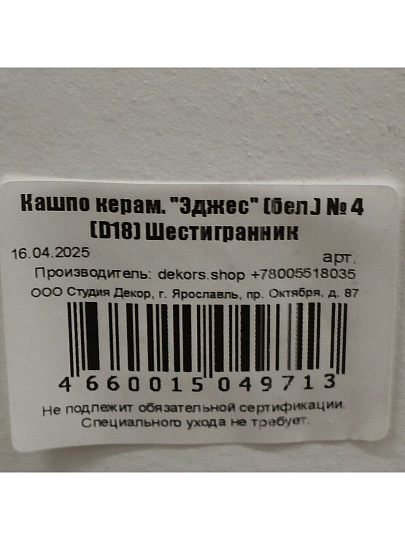 Кашпо керам. "Эджес" (бел.) № 4
(D18) Шестигранник
16.04.2025 арт.
Производитель: dekors.shop +78005518035
ООО Студия Декор, г. Ярославль, пр. Октября, д. 87
4 660015 049713
Не подлежит обязательной сертификации.
Специального ухода не требует.